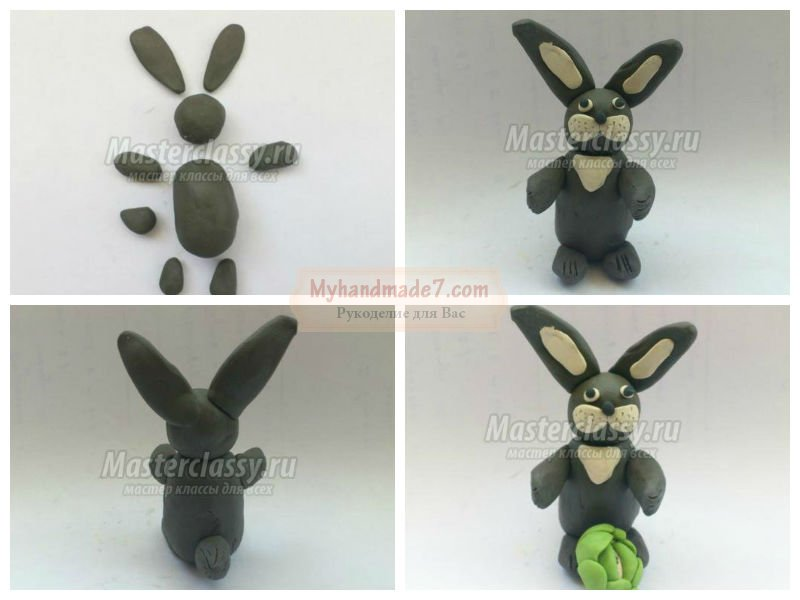 Masterclassy.ru
мастер классы для всех
Masterclassy.ru
мастер классы для всех
Myhandmade7.com
Рукоделие для Вас
Masterclassy.ru
мастер классы для всех
Masterclassy.ru
мастер классы для всех